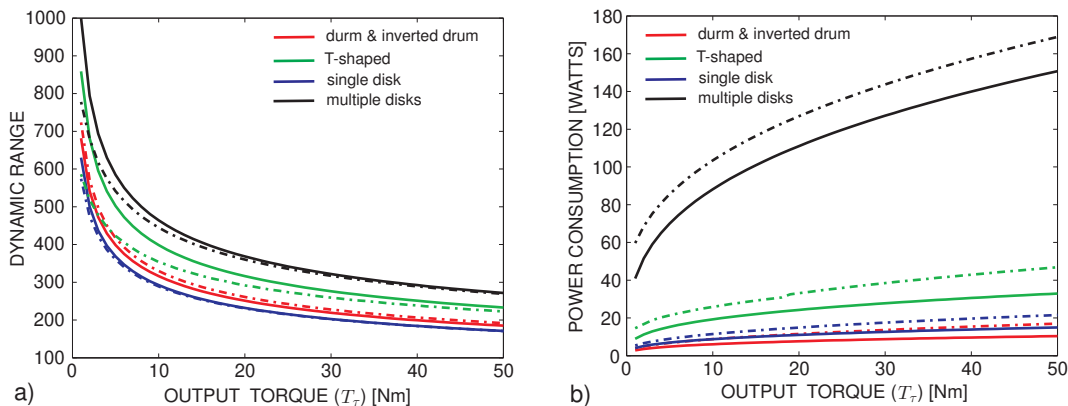 1000
900
800
700
600
500
400
300
200
100
0
10
20
30
40
50
DYNAMIC RANGE
OUTPUT TORQUE (T_τ) [Nm]
durm & inverted drum
T-shaped
single disk
multiple disks
a)
180
160
140
120
100
80
60
40
20
0
0
10
20
30
40
50
POWER CONSUMPTION [WATTS]
OUTPUT TORQUE (T_τ) [Nm]
durm & inverted drum
T-shaped
single disk
multiple disks
b)